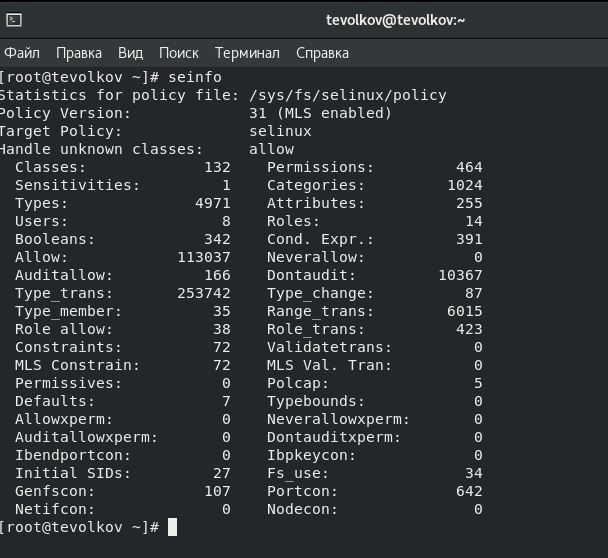 tevolkov@tevolkov:~
Файл Правка Вид Поиск Терминал Справка
[root@tevolkov ~]# seinfo
Statistics for policy file: /sys/fs/selinux/policy
Policy Version: 31 (MLS enabled)
Target Policy: selinux
Handle unknown classes: allow
Classes: 132 Permissions: 464
Sensitivities: 1 Categories: 1024
Types: 4971 Attributes: 255
Users: 8 Roles: 14
Booleans: 342 Cond. Expr.: 391
Allow: 113037 Neverallow: 0
Auditallow: 166 Dontaudit: 10367
Type_trans: 253742 Type_change: 87
Type_member: 35 Range_trans: 6015
Role allow: 38 Role_trans: 423
Constraints: 72 Validatetrans: 0
MLS Constrain: 72 MLS Val. Tran: 0
Permissives: 0 Polcap: 5
Defaults: 7 Typebounds: 0
Allowxperm: 0 Neverallowxperm: 0
Auditallowxperm: 0 Dontauditxperm: 0
Ibendportcon: 0 Ibpkeycon: 0
Initial SIDs: 27 Fs_use: 34
Genfscon: 107 Portcon: 642
Netifcon: 0 Nodecon: 0
[root@tevolkov ~]#